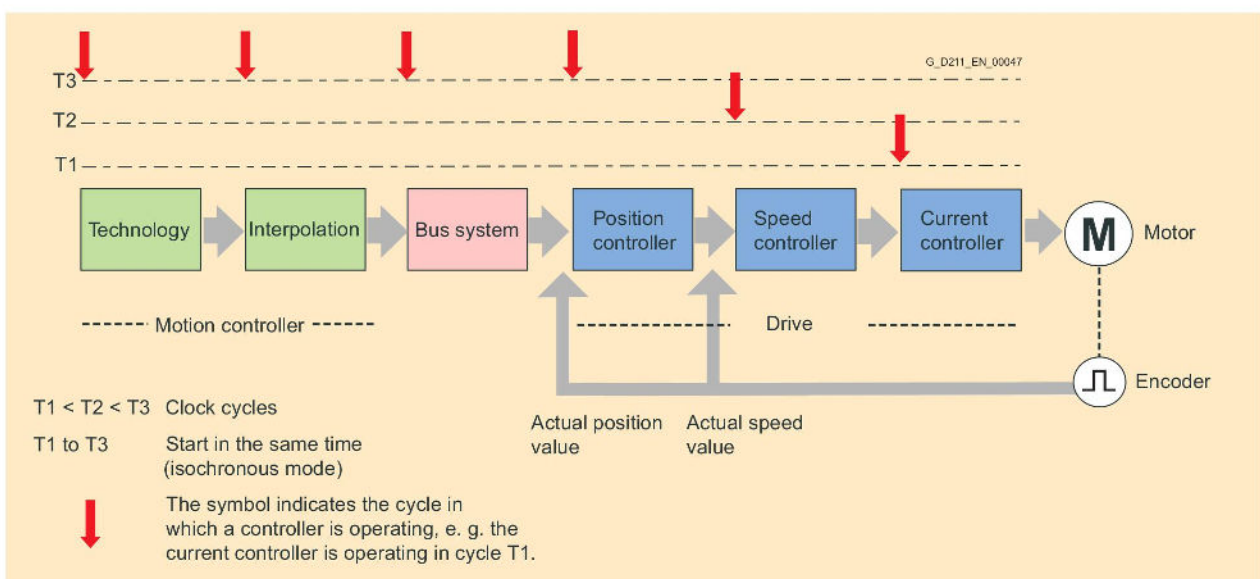 G_D211_EN_00047
T3
T2
T1
Technology
Interpolation
Bus system
Position
controller
Speed
controller
Current
controller
M
Motor
Motion controller
Drive
Encoder
Actual position
value
Actual speed
value
T1 < T2 < T3 Clock cycles
T1 to T3 Start in the same time
(isochronous mode)
The symbol indicates the cycle in
which a controller is operating, e. g. the
current controller is operating in cycle T1.